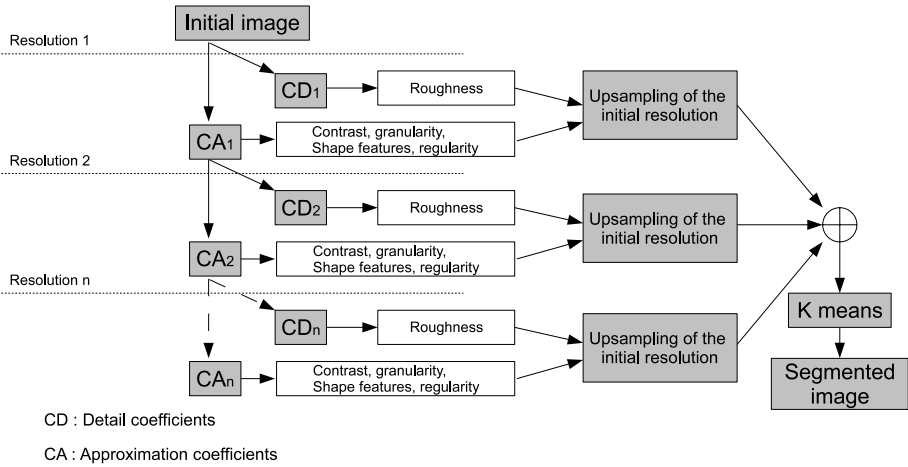 Initial image
Resolution 1
CD1
Roughness
Upsampling of the
initial resolution
CA1
Contrast, granularity,
Shape features, regularity
Resolution 2
CD2
Roughness
Upsampling of the
initial resolution
CA2
Contrast, granularity,
Shape features, regularity
Resolution n
CDn
Roughness
Upsampling of the
initial resolution
CAn
Contrast, granularity,
Shape features, regularity
K means
Segmented
image
CD : Detail coefficients
CA : Approximation coefficients